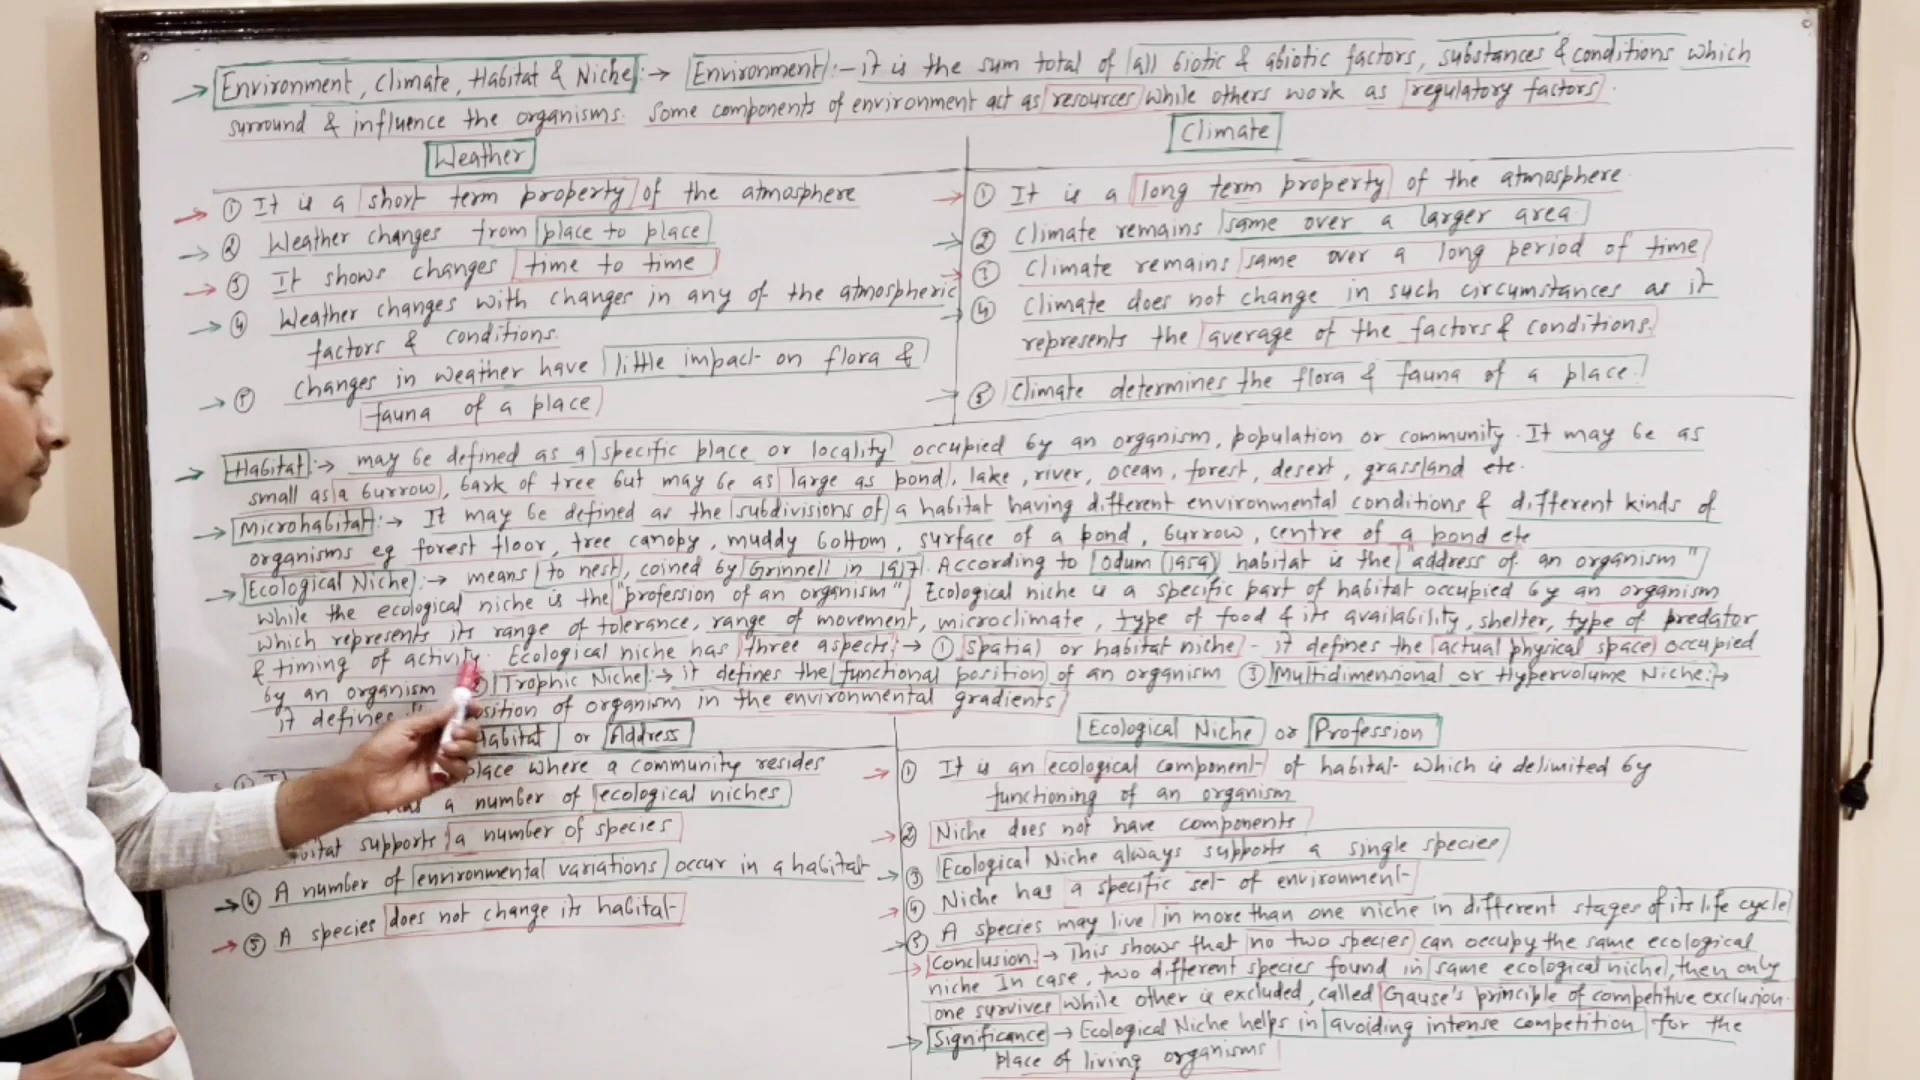 Environment, Climate, Habitat & Niche :→ Environment :- it is the sum total of all biotic & abiotic factors, substances & conditions which
surround & influence the organisms. Some components of environment act as resources while others work as regulatory factors.
Weather
① It is a short term property of the atmosphere
② Weather changes from place to place
③ It shows changes time to time
④ Weather changes with changes in any of the atmospheric
factors & conditions.
⑤ changes in weather have little impact on flora &
fauna of a place
Climate
① It is a long term property of the atmosphere
② Climate remains same over a larger area
③ Climate remains same over a long period of time
④ Climate does not change in such circumstances as it
represents the average of the factors & conditions.
⑤ Climate determines the flora & fauna of a place.
Habitat :→ may be defined as a specific place or locality occupied by an organism, population or community. It may be as
small as a burrow, bark of tree but may be as large as pond, lake, river, ocean, forest, desert, grassland etc.
Microhabitat :→ It may be defined as the subdivisions of a habitat having different environmental conditions & different kinds of
organisms eg forest floor, tree canopy, muddy bottom, surface of a pond, burrow, centre of a pond etc
Ecological Niche :→ means to nest, coined by Grinnell in 1917. According to Odum (1959) habitat is the "address of an organism"
while the ecological niche is the "profession of an organism" Ecological niche is a specific part of habitat occupied by an organism
which represents its range of tolerance, range of movement, microclimate, type of food & its availability, shelter, type of predator
& timing of activity. Ecological niche has three aspects :→ ① Spatial or habitat niche - it defines the actual physical space occupied
by an organism Trophic Niche :→ it defines the functional position of an organism ③ Multidimensional or Hypervolume Niche :→
it defines position of organism in the environmental gradients
Habitat or Address
place where a community resides
a number of ecological niches
supports a number of species
④ A number of environmental variations occur in a habitat
⑤ A species does not change its habitat
Ecological Niche or Profession
① It is an ecological component of habitat which is delimited by
functioning of an organism
② Niche does not have components
③ Ecological Niche always supports a single species
④ Niche has a specific set of environment
⑤ A species may live in more than one niche in different stages of its life cycle
Conclusion :→ This shows that no two species can occupy the same ecological
niche In case, two different species found in same ecological niche, then only
one survives while other is excluded, called Gause's principle of competitive exclusion.
Significance → Ecological Niche helps in avoiding intense competition for the
place of living organisms